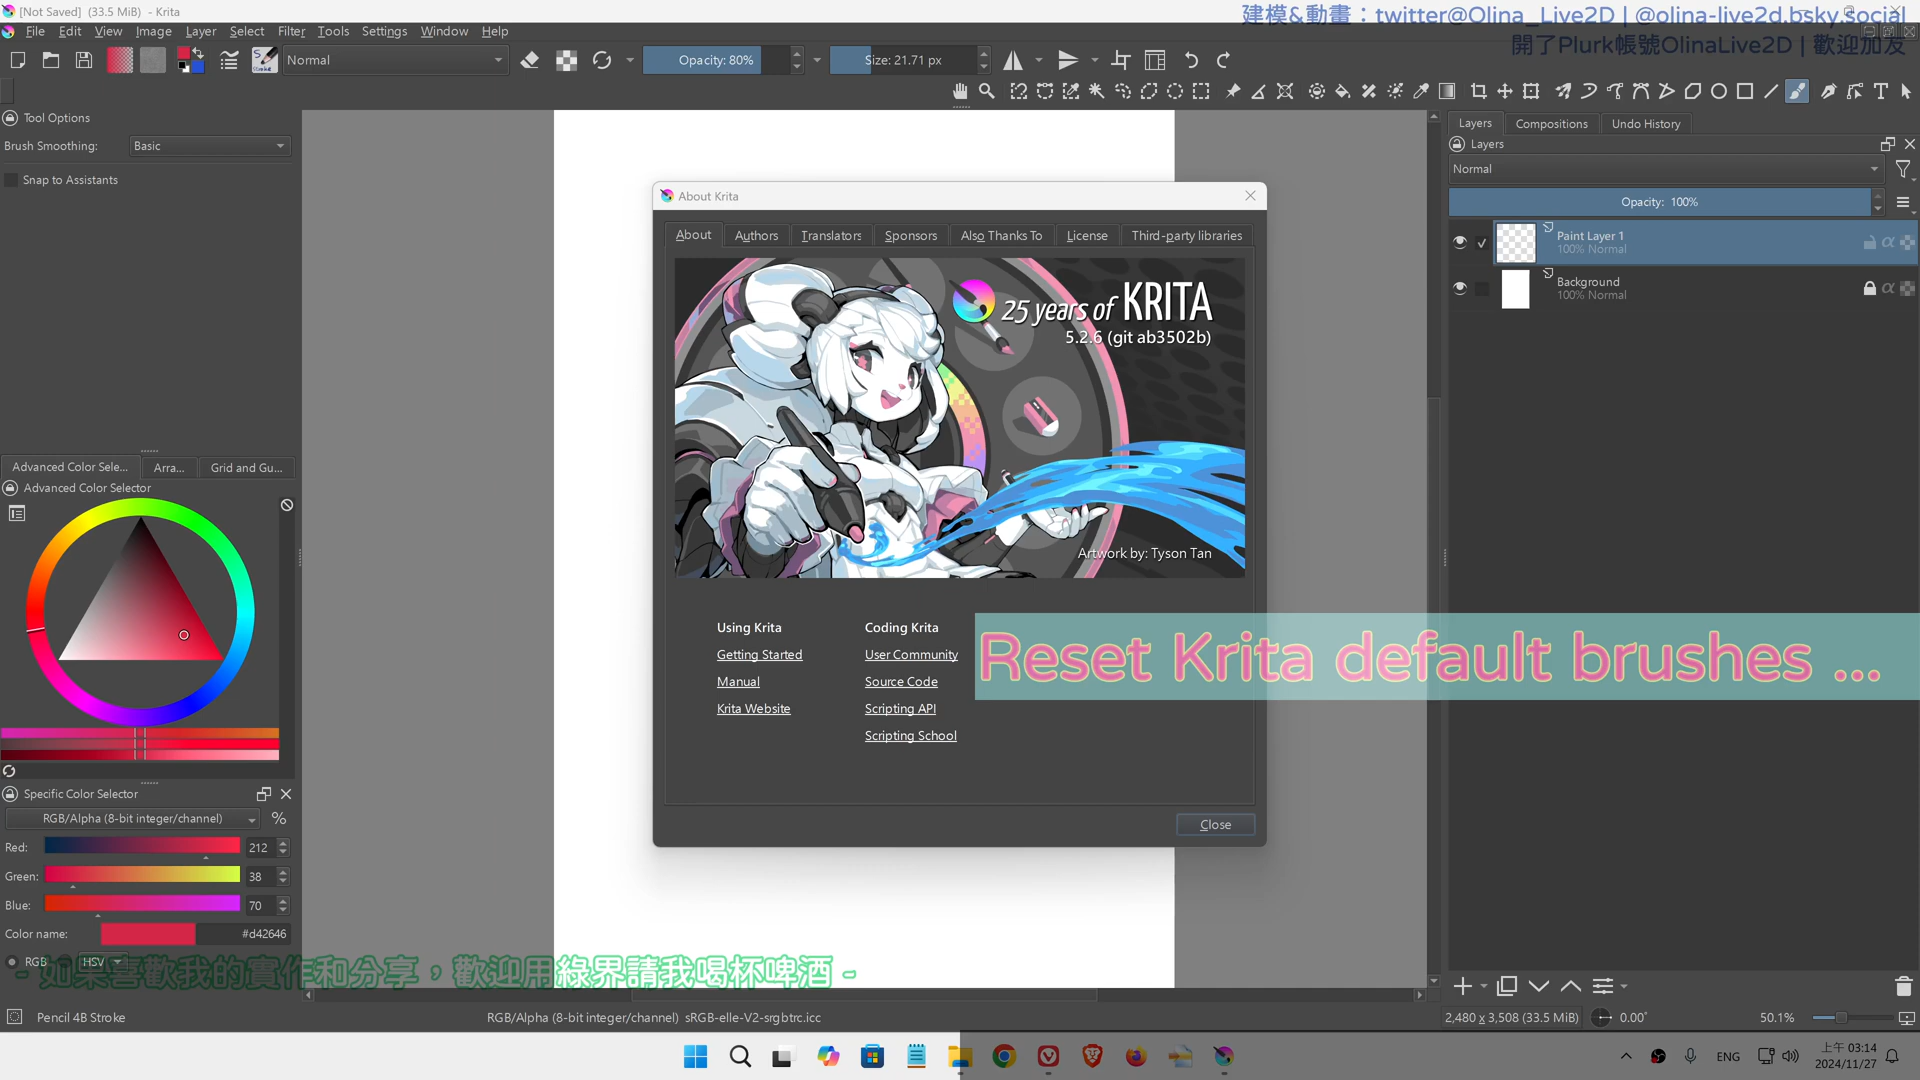 [Not Saved] (33.5 MiB) - Krita
建模&動畫：twitter@Olina_Live2D | @olina-live2d.bsky.social
File Edit View Image Layer Select Filter Tools Settings Window Help
開了Plurk帳號OlinaLive2D | 歡迎加友
Normal
Opacity: 80%
Size: 21.71 px
Tool Options
Brush Smoothing:
Basic
Snap to Assistants
Layers
Compositions
Undo History
Layers
Normal
Opacity: 100%
Paint Layer 1
100% Normal
Background
100% Normal
About Krita
About
Authors
Translators
Sponsors
Also Thanks To
License
Third-party libraries
25 years of KRITA
5.2.6 (git ab3502b)
Artwork by: Tyson Tan
Using Krita
Getting Started
Manual
Krita Website
Coding Krita
User Community
Source Code
Scripting API
Scripting School
Close
Reset Krita default brushes ...
Advanced Color Sele...
Arra...
Grid and Gu...
Advanced Color Selector
Specific Color Selector
RGB/Alpha (8-bit integer/channel)
%
Red:
212
Green:
38
Blue:
70
Color name:
#d42646
RGB
HSV
- 如果喜歡我的實作和分享，歡迎用綠界請我喝杯啤酒 -
Pencil 4B Stroke
RGB/Alpha (8-bit integer/channel) sRGB-elle-V2-srgbtrc.icc
2,480 x 3,508 (33.5 MiB)
0.00°
50.1%
ENG
上午 03:14
2024/11/27